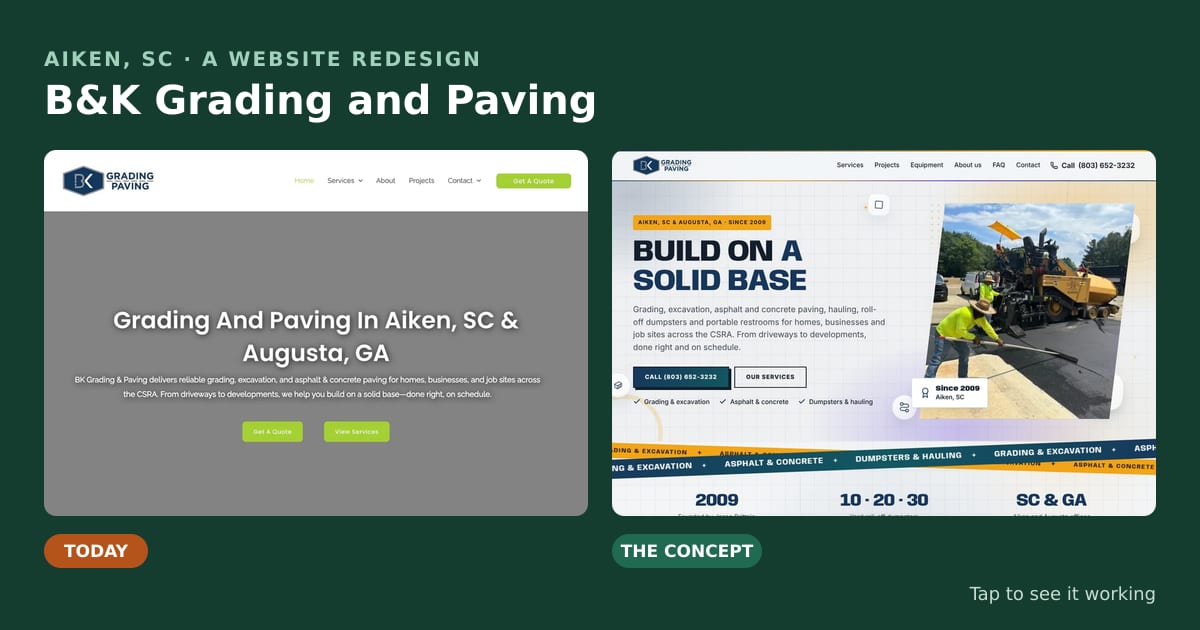 AIKEN, SC · A WEBSITE REDESIGN
B&K Grading and Paving
BK GRADING
PAVING
Home Services About Projects Contact Get A Quote
Grading And Paving In Aiken, SC &
Augusta, GA
BK Grading & Paving delivers reliable grading, excavation, and asphalt & concrete paving for homes, businesses, and job sites across
the CSRA. From driveways to developments, we help you build on a solid base—done right, on schedule.
Get A Quote View Services
TODAY
BK GRADING
PAVING
Services Projects Equipment About us FAQ Contact Call (803) 652-3232
AIKEN, SC & AUGUSTA, GA · SINCE 2009
BUILD ON A
SOLID BASE
Grading, excavation, asphalt and concrete paving, hauling, roll-
off dumpsters and portable restrooms for homes, businesses and
job sites across the CSRA. From driveways to developments,
done right and on schedule.
CALL (803) 652-3232 OUR SERVICES
Grading & excavation Asphalt & concrete Dumpsters & hauling
Since 2009
Aiken, SC
NG & EXCAVATION + ASPHALT & CONCRETE + DUMPSTERS & HAULING + GRADING & EXCAVATION + ASPH
ASPHALT & CONCRETE
2009 10 · 20 · 30 SC & GA
THE CONCEPT
Tap to see it working